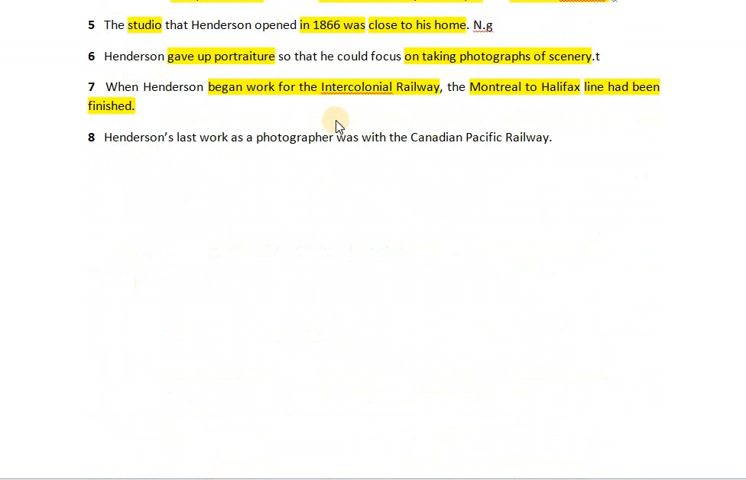 5 The studio that Henderson opened in 1866 was close to his home. N.g
6 Henderson gave up portraiture so that he could focus on taking photographs of scenery.t
7 When Henderson began work for the Intercolonial Railway, the Montreal to Halifax line had been
finished.
8 Henderson’s last work as a photographer was with the Canadian Pacific Railway.